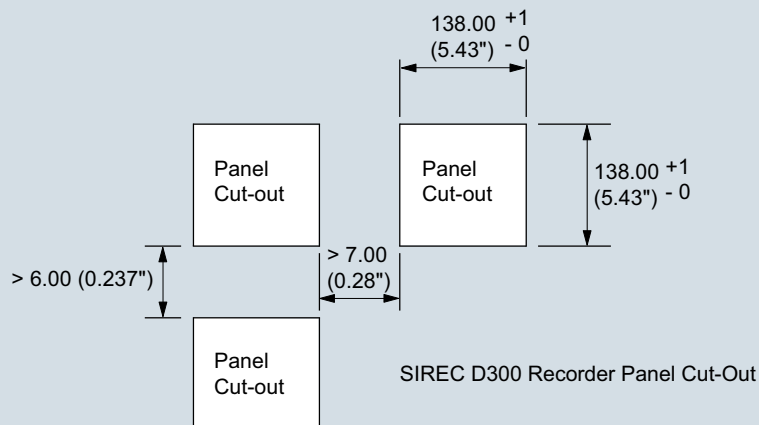 138.00 +1
(5.43") - 0
Panel
Cut-out
Panel
Cut-out
138.00 +1
(5.43") - 0
> 6.00 (0.237")
> 7.00
(0.28")
Panel
Cut-out
SIREC D300 Recorder Panel Cut-Out